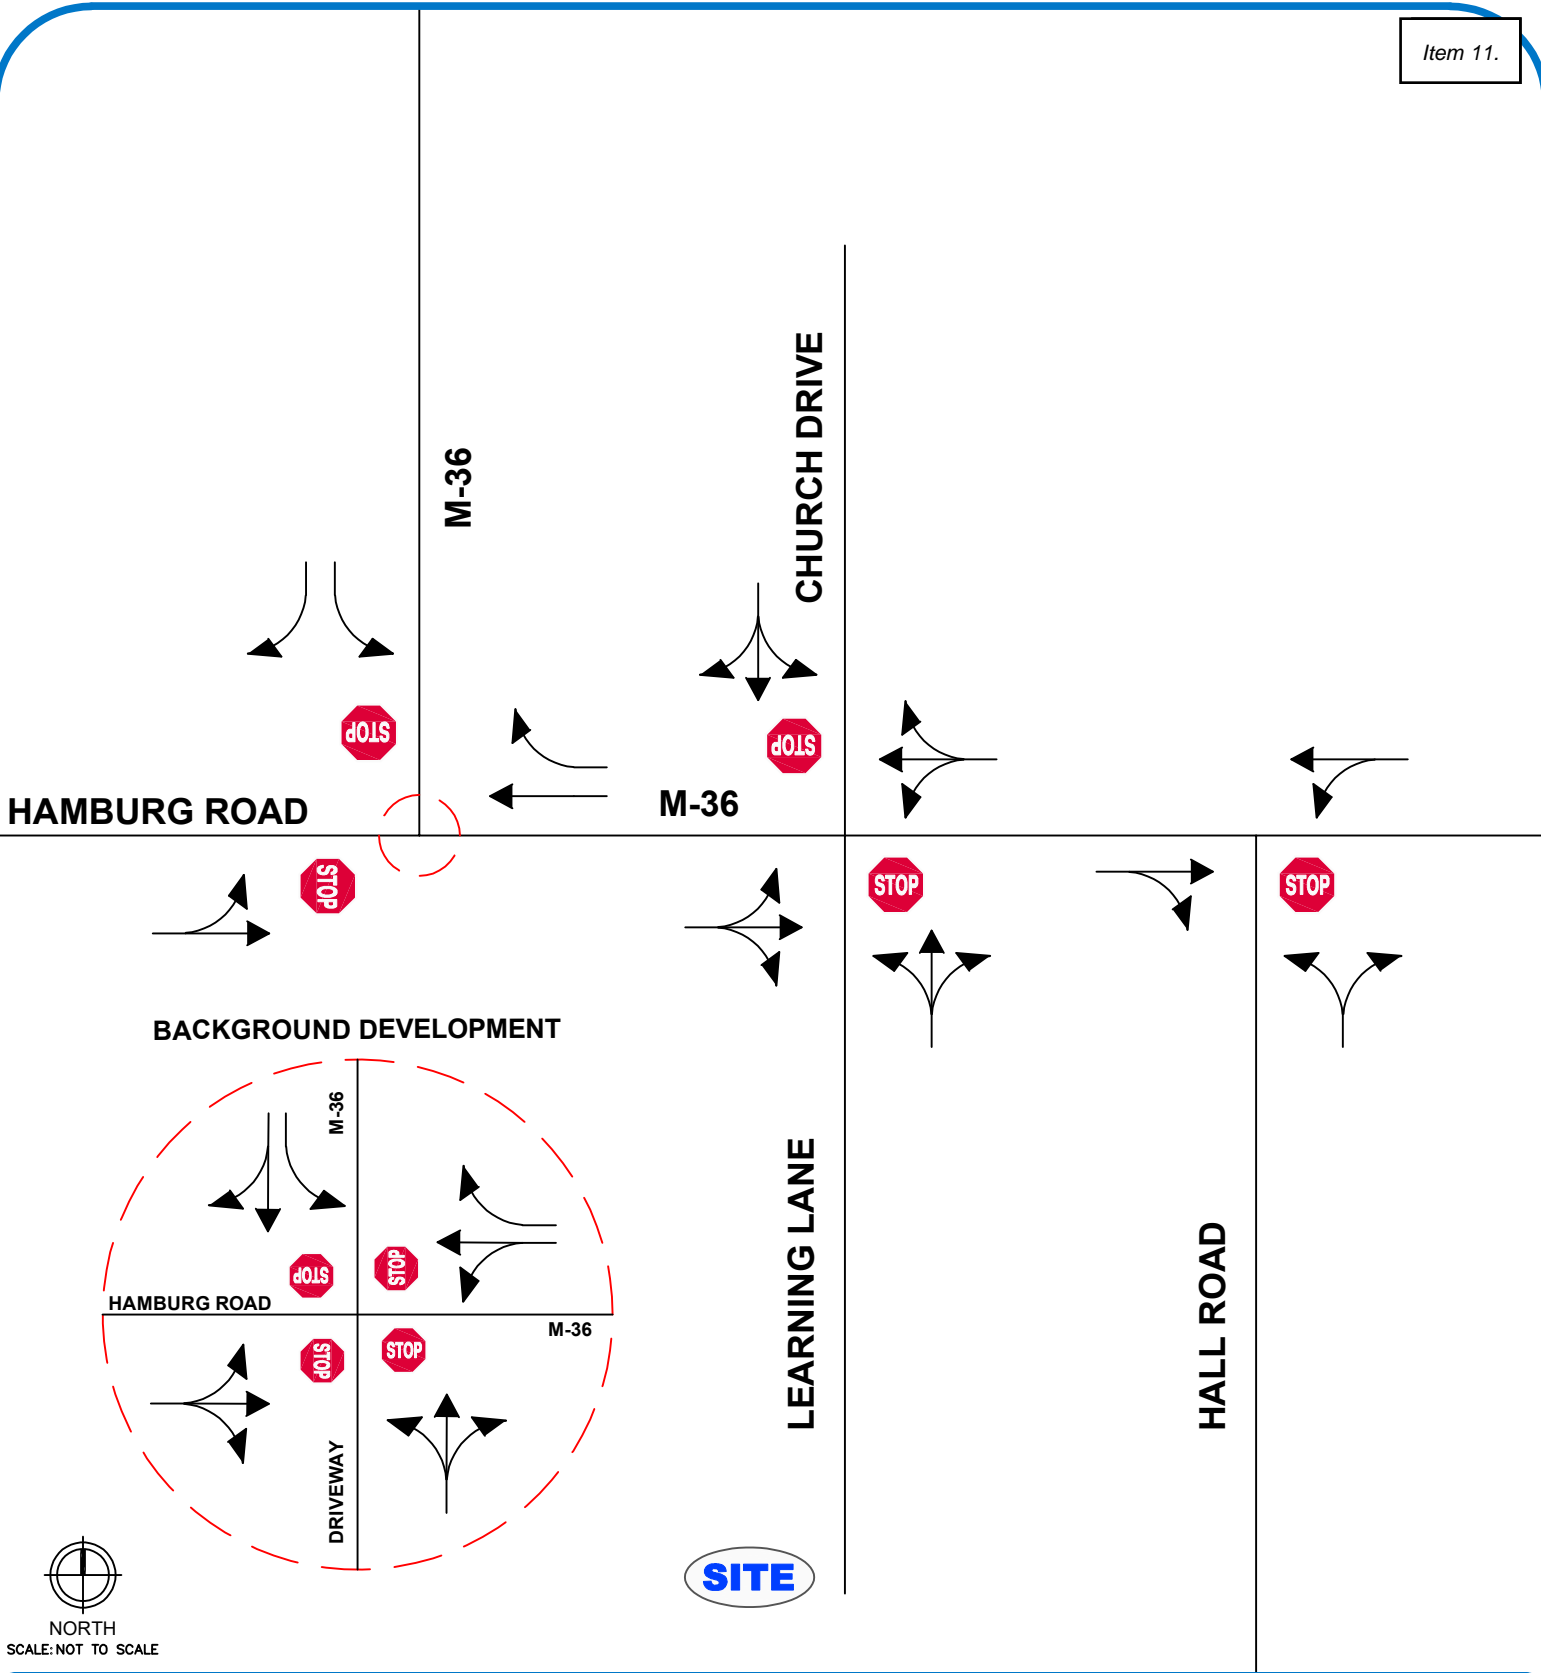 Item 11.
M-36
CHURCH DRIVE
STOP
STOP
HAMBURG ROAD
M-36
STOP
STOP
STOP
BACKGROUND DEVELOPMENT
M-36
STOP
STOP
HAMBURG ROAD
M-36
STOP
STOP
DRIVEWAY
LEARNING LANE
HALL ROAD
SITE
NORTH
SCALE: NOT TO SCALE